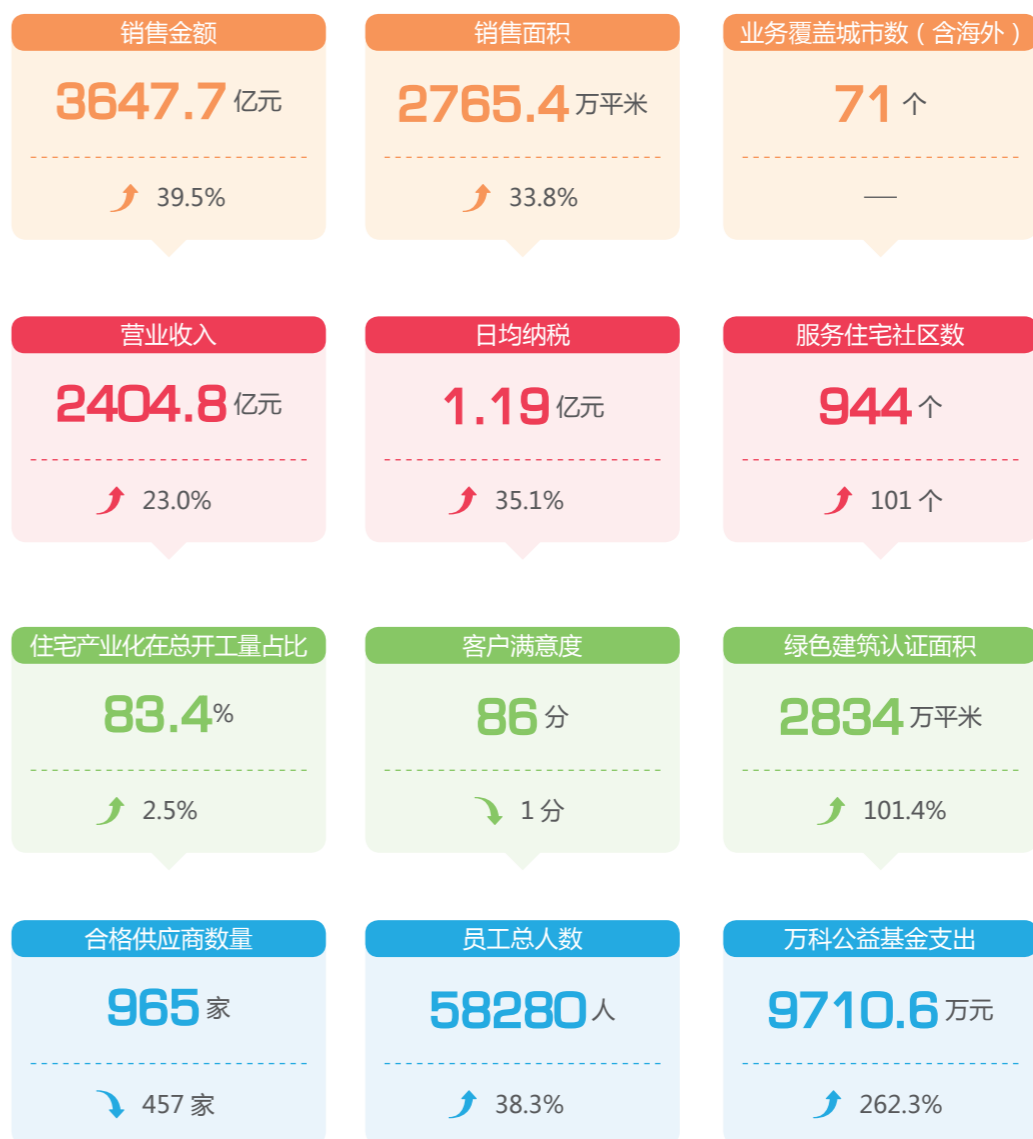 销售金额
3647.7 亿元
39.5%
销售面积
2765.4 万平米
33.8%
业务覆盖城市数（含海外）
71 个
—
营业收入
2404.8 亿元
23.0%
日均纳税
1.19 亿元
35.1%
服务住宅社区数
944 个
101 个
住宅产业化在总开工量占比
83.4%
2.5%
客户满意度
86 分
1 分
绿色建筑认证面积
2834 万平米
101.4%
合格供应商数量
965 家
457 家
员工总人数
58280 人
38.3%
万科公益基金支出
9710.6 万元
262.3%